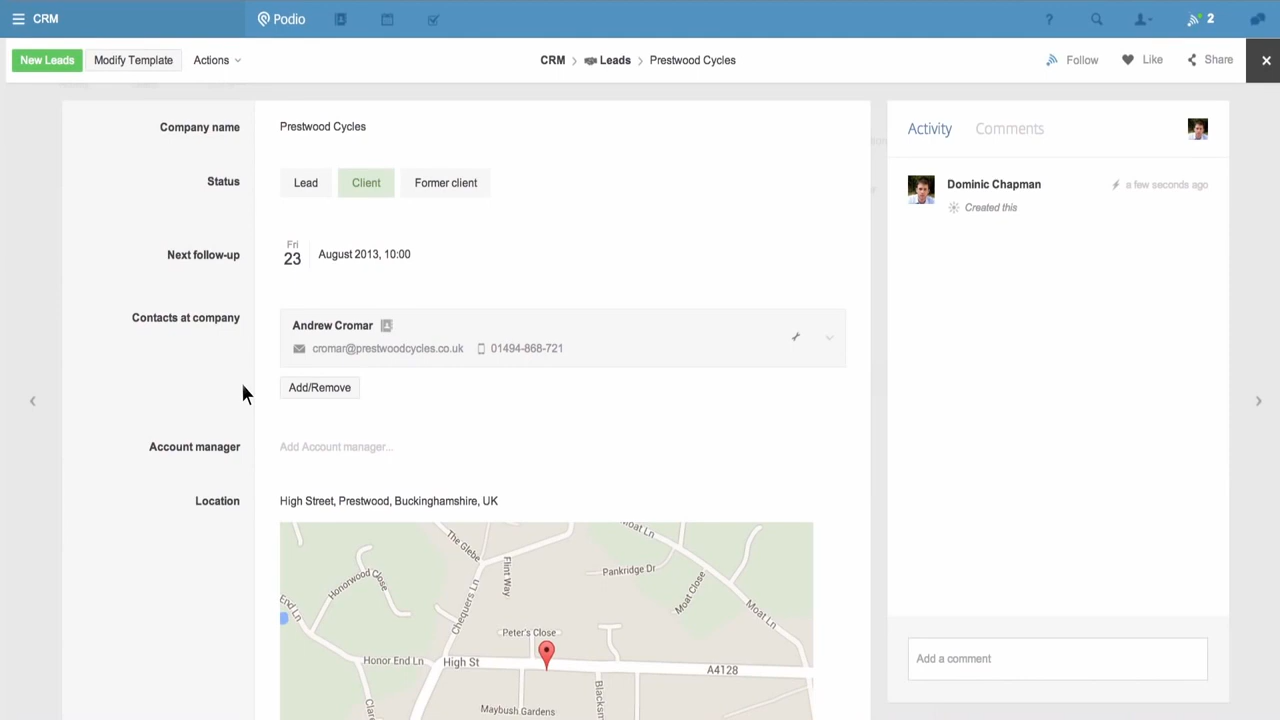 CRM
Podio
2
New Leads
Modify Template
Actions
CRM > Leads > Prestwood Cycles
Follow
Like
Share
Company name
Prestwood Cycles
Status
Lead
Client
Former client
Next follow-up
Fri
23
August 2013, 10:00
Contacts at company
Andrew Cromar
cromar@prestwoodcycles.co.uk
01494-868-721
Add/Remove
Account manager
Add Account manager...
Location
High Street, Prestwood, Buckinghamshire, UK
The Glebe
Moat Ln
Flint Way
Pankridge Dr
Honorwood Close
Chequers Ln
Moat Close
Moat Ln
End Ln
Peter's Close
Honor End Ln
High St
A4128
Maybush Gardens
Activity
Comments
Dominic Chapman
a few seconds ago
Created this
Add a comment